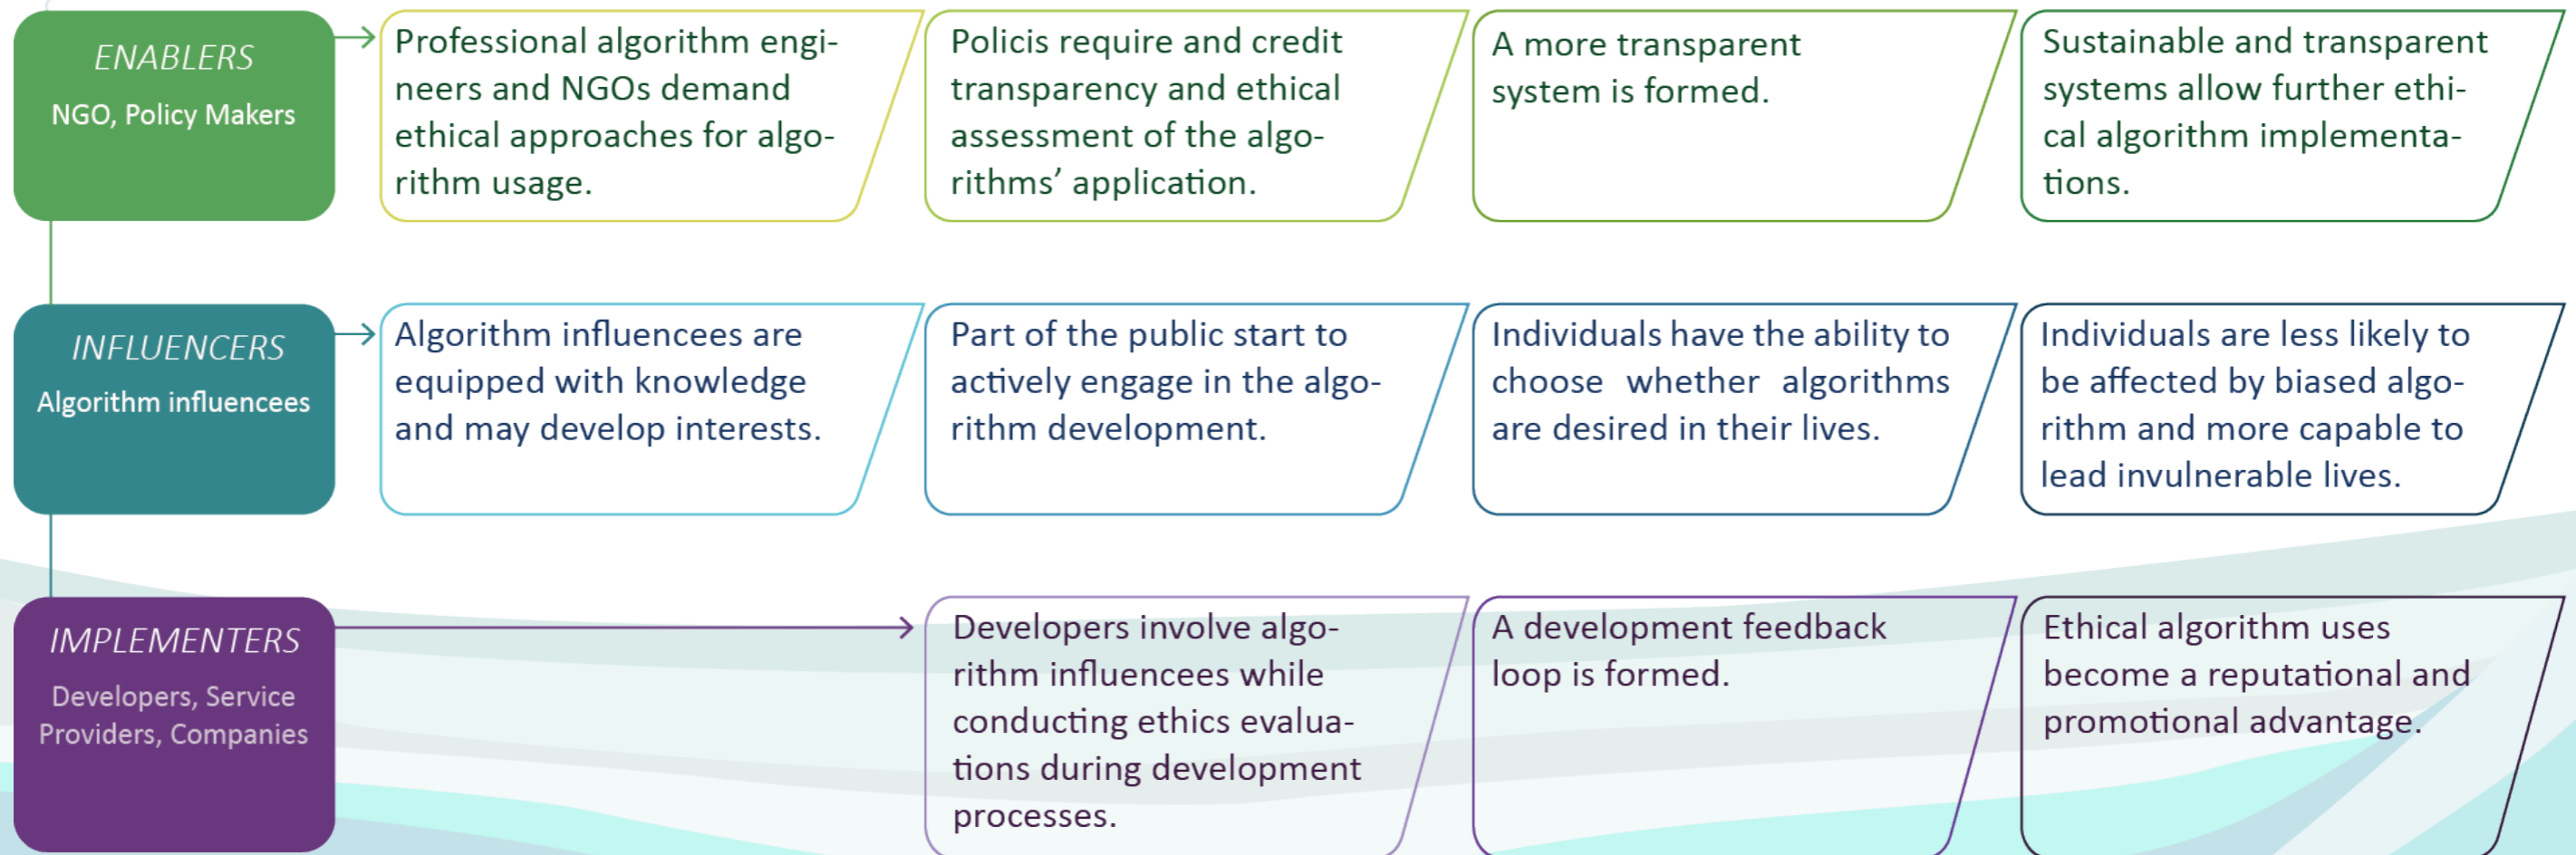 ENABLERS
NGO, Policy Makers
Professional algorithm engi-
neers and NGOs demand
ethical approaches for algo-
rithm usage.
Policis require and credit
transparency and ethical
assessment of the algo-
rithms’ application.
A more transparent
system is formed.
Sustainable and transparent
systems allow further ethi-
cal algorithm implementa-
tions.
INFLUENCERS
Algorithm influencees
Algorithm influencees are
equipped with knowledge
and may develop interests.
Part of the public start to
actively engage in the algo-
rithm development.
Individuals have the ability to
choose whether algorithms
are desired in their lives.
Individuals are less likely to
be affected by biased algo-
rithm and more capable to
lead invulnerable lives.
IMPLEMENTERS
Developers, Service
Providers, Companies
Developers involve algo-
rithm influencees while
conducting ethics evalua-
tions during development
processes.
A development feedback
loop is formed.
Ethical algorithm uses
become a reputational and
promotional advantage.